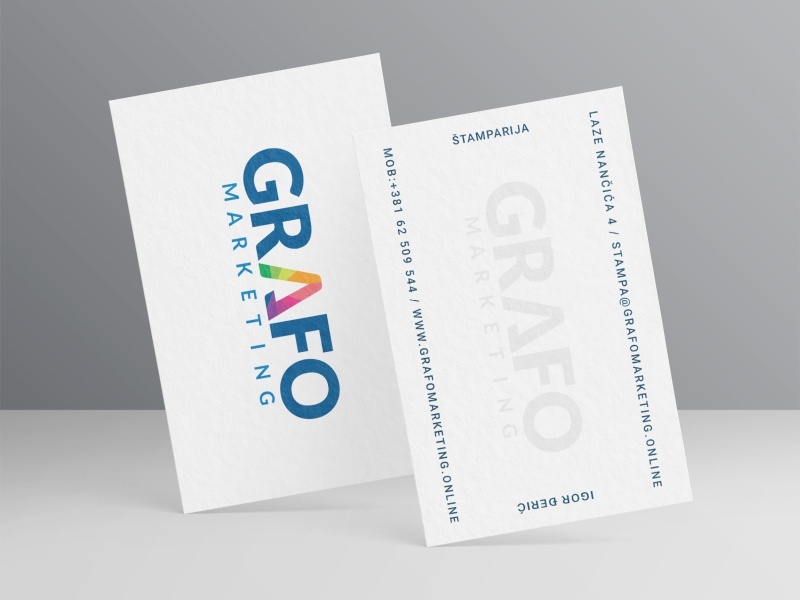 GRAFO
MARKETING
ŠTAMPARIJA
LAZE NANČIĆA 4 / STAMPA@GRAFOMARKETING.ONLINE
MOB:+381 62 509 544 / WWW.GRAFOMARKETING.ONLINE
GRAFO
MARKETING
IGOR ĐERIĆ